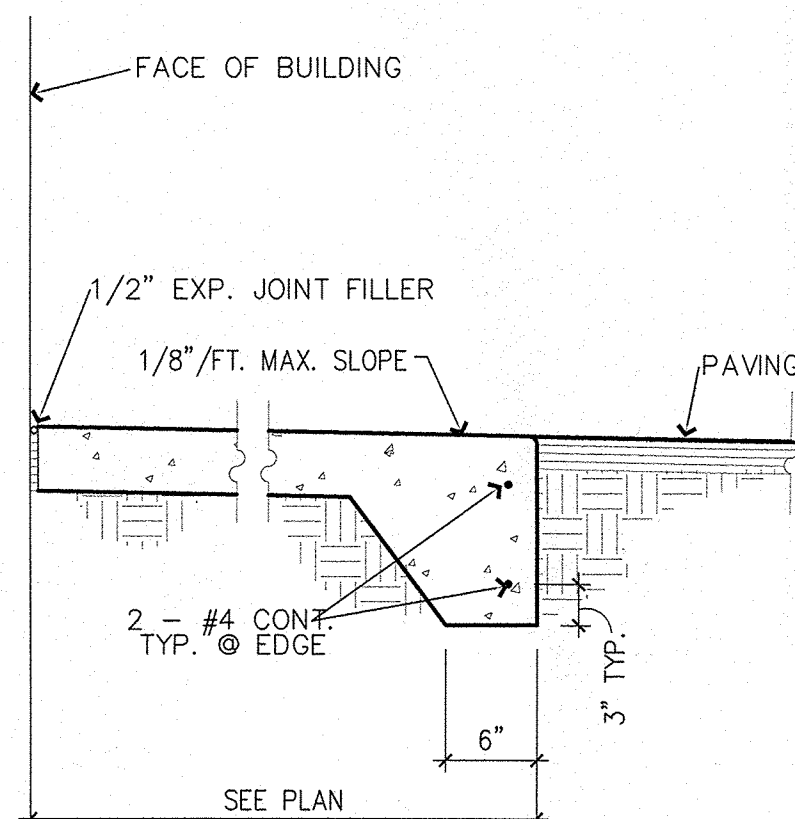 FACE OF BUILDING
1/2" EXP. JOINT FILLER
1/8"/FT. MAX. SLOPE
PAVING
2 - #4 CONT.
TYP. @ EDGE
3" TYP.
6"
SEE PLAN